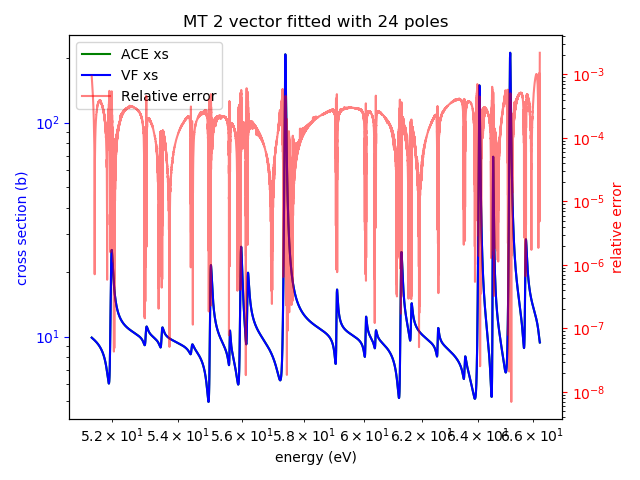 MT 2 vector fitted with 24 poles
ACE xs
VF xs
Relative error
cross section (b)
10²
10¹
relative error
10⁻³
10⁻⁴
10⁻⁵
10⁻⁶
10⁻⁷
10⁻⁸
5.2 × 10¹ 5.4 × 10¹ 5.6 × 10¹ 5.8 × 10¹ 6 × 10¹ 6.2 × 10¹ 6.4 × 10¹ 6.6 × 10¹
energy (eV)